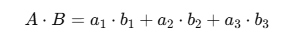 A · B = a₁ · b₁ + a₂ · b₂ + a₃ · b₃